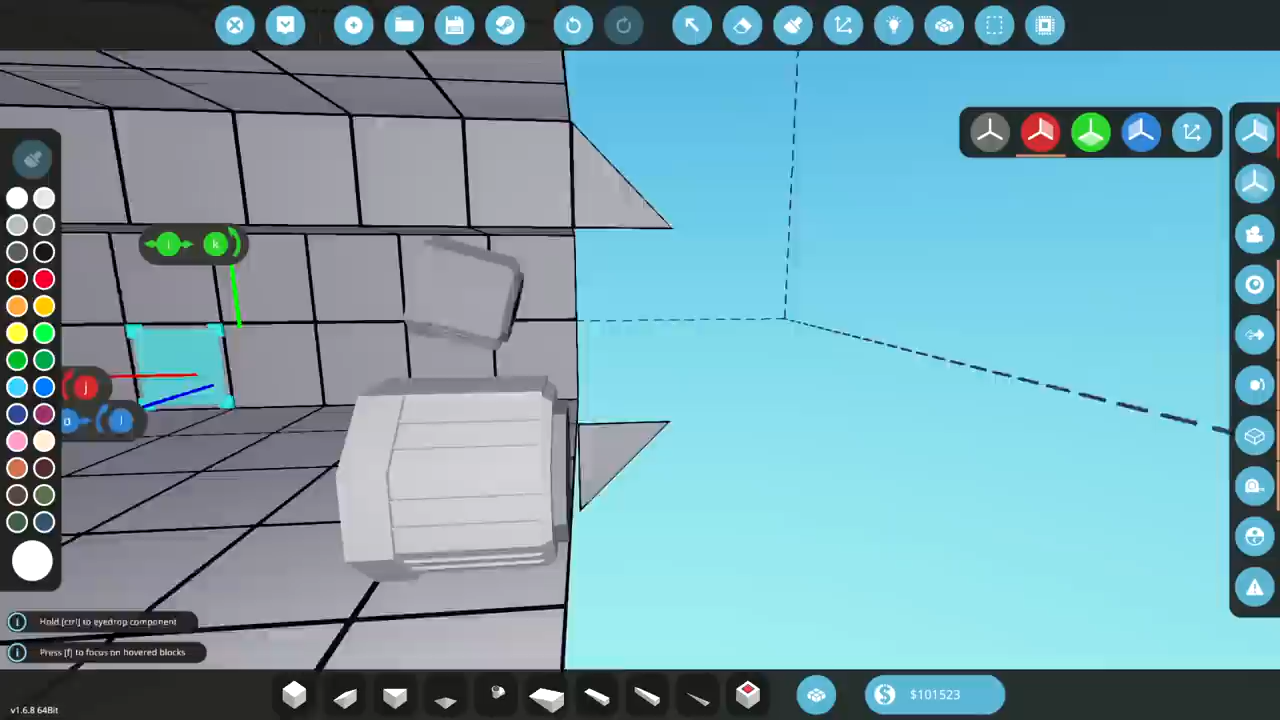 i k
j
u l
Hold [ctrl] to eyedrop component
Press [f] to focus on hovered blocks
$101523
v1.6.8 64Bit